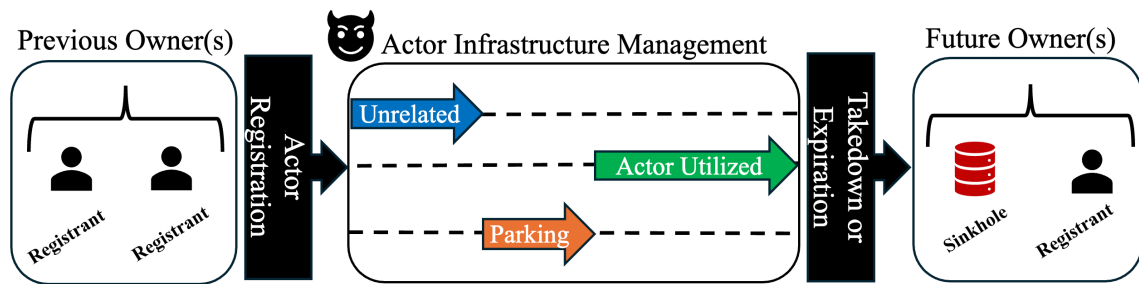 Previous Owner(s)
Registrant
Registrant
Actor
Registration
Actor Infrastructure Management
Unrelated
Actor Utilized
Parking
Takedown or
Expiration
Future Owner(s)
Sinkhole
Registrant